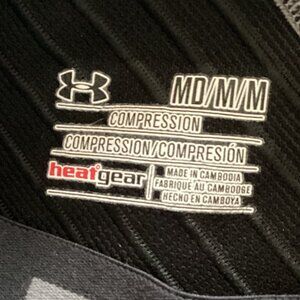 MD/M/M
COMPRESSION
COMPRESSION/COMPRESIÓN
heatgear
MADE IN CAMBODIA
FABRIQUÉ AU CAMBODGE
HECHO EN CAMBOYA